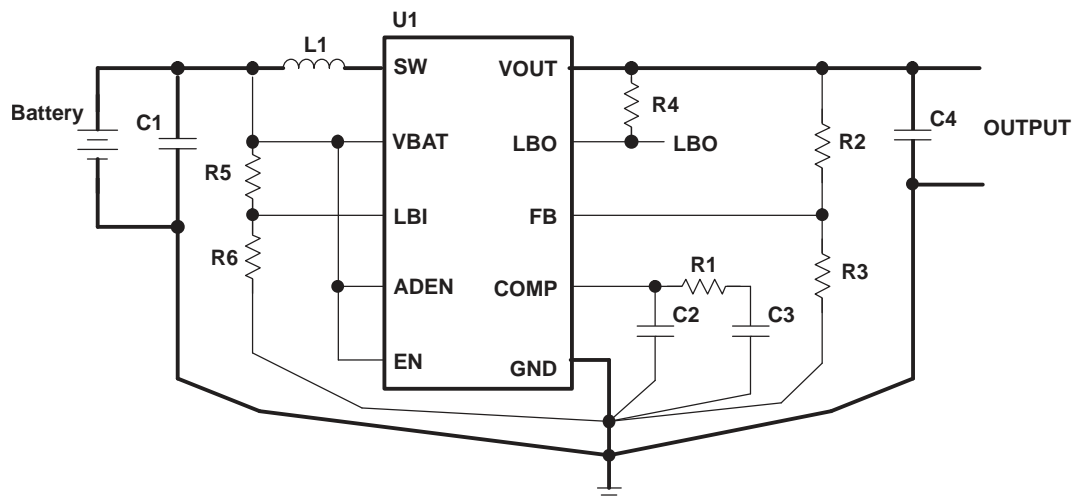 U1
L1
SW
VOUT
R4
Battery
C1
C4
OUTPUT
VBAT
LBO
LBO
R2
R5
LBI
FB
R6
R1
R3
ADEN
COMP
C2
C3
EN
GND